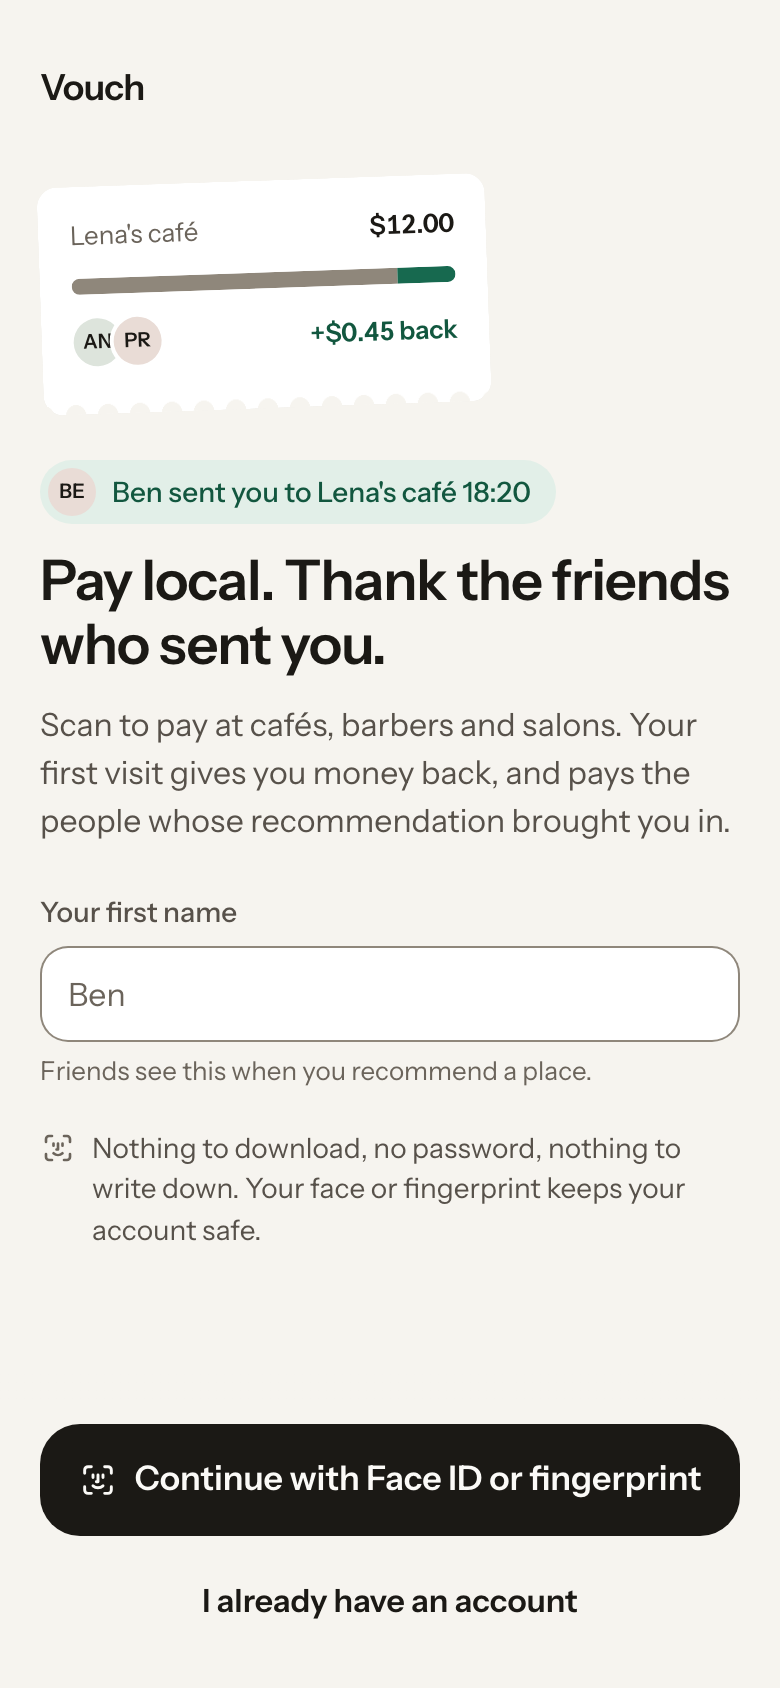 Vouch
Lena's café
$12.00
AN
PR
+$0.45 back
BE
Ben sent you to Lena's café 18:20
Pay local. Thank the friends
who sent you.
Scan to pay at cafés, barbers and salons. Your
first visit gives you money back, and pays the
people whose recommendation brought you in.
Your first name
Ben
Friends see this when you recommend a place.
Nothing to download, no password, nothing to
write down. Your face or fingerprint keeps your
account safe.
Continue with Face ID or fingerprint
I already have an account